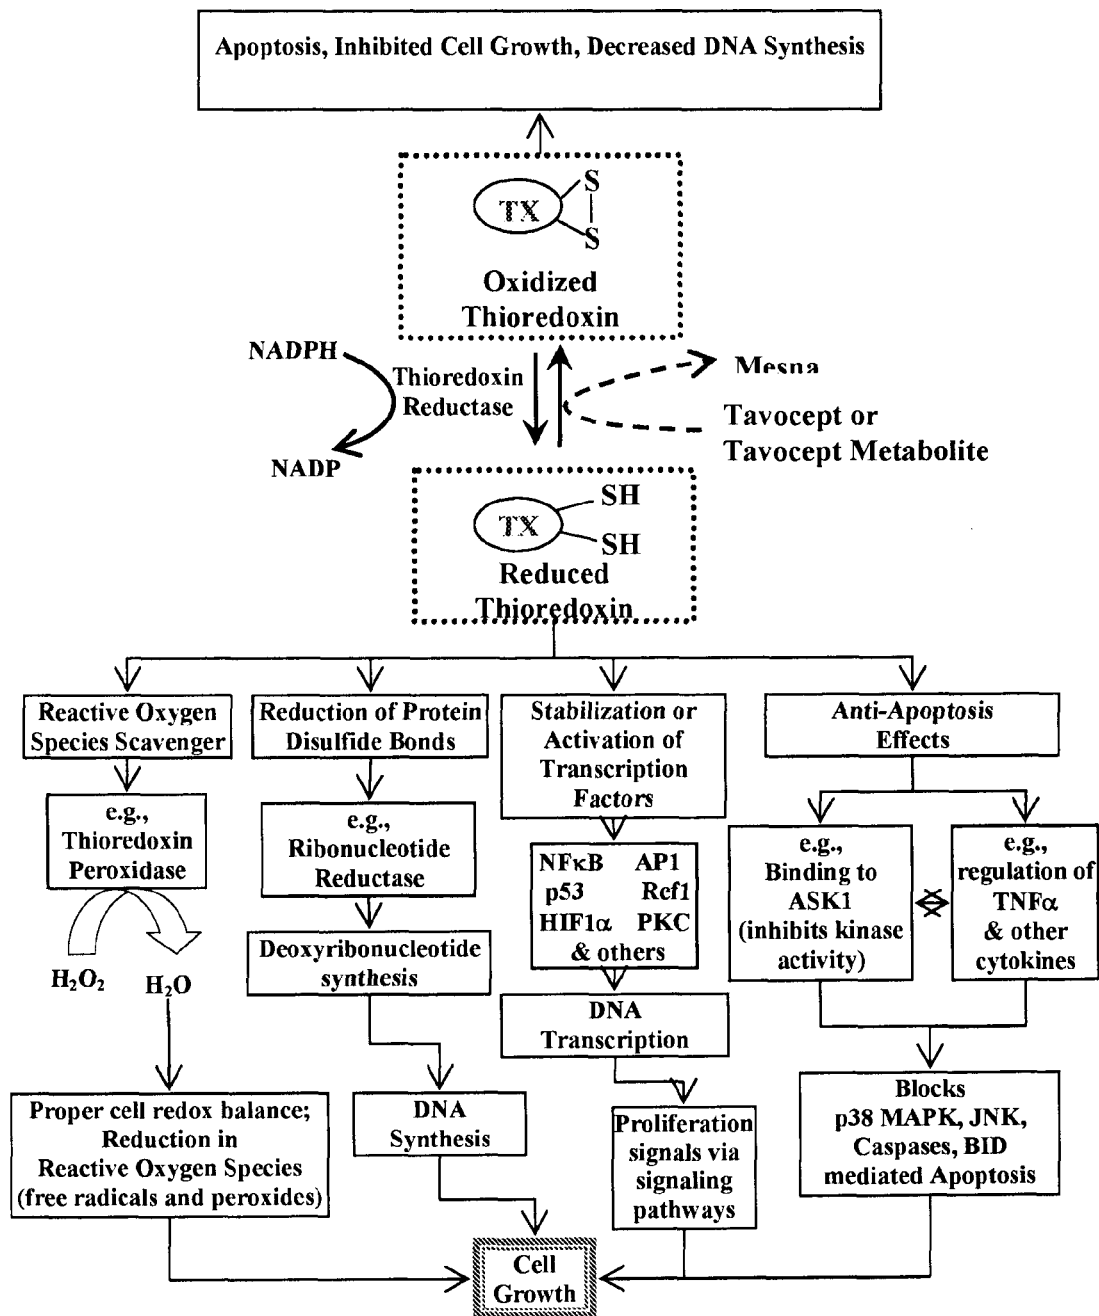 Apoptosis, Inhibited Cell Growth, Decreased DNA Synthesis
TX
S
S
Oxidized
Thioredoxin
NADPH
Thioredoxin
Reductase
NADP
Mesna
Tavocept or
Tavocept Metabolite
TX
SH
SH
Reduced
Thioredoxin
Reactive Oxygen
Species Scavenger
Reduction of Protein
Disulfide Bonds
Stabilization or
Activation of
Transcription
Factors
Anti-Apoptosis
Effects
e.g.,
Thioredoxin
Peroxidase
e.g.,
Ribonucleotide
Reductase
NFκB AP1
p53 Ref1
HIF1α PKC
& others
e.g.,
Binding to
ASK1
(inhibits kinase
activity)
e.g.,
regulation of
TNFα
& other
cytokines
H₂O₂
H₂O
Deoxyribonucleotide
synthesis
DNA
Transcription
Proper cell redox balance;
Reduction in
Reactive Oxygen Species
(free radicals and peroxides)
DNA
Synthesis
Proliferation
signals via
signaling
pathways
Blocks
p38 MAPK, JNK,
Caspases, BID
mediated Apoptosis
Cell
Growth